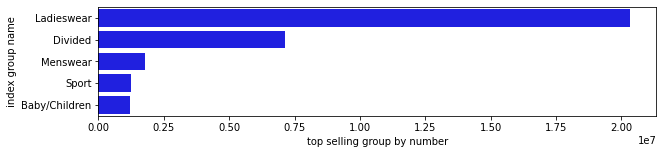 index group name
Ladieswear
Divided
Menswear
Sport
Baby/Children
0.00 0.25 0.50 0.75 1.00 1.25 1.50 1.75 2.00
1e7
top selling group by number